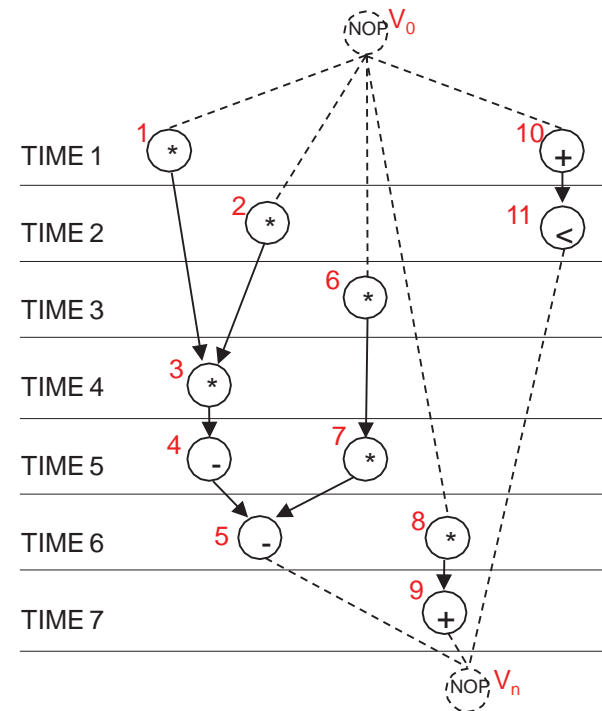 NOP V0
1 * 10 +
TIME 1
2 * 11 <
TIME 2
6 *
TIME 3
3 *
TIME 4
4 - 7 *
TIME 5
5 - 8 *
TIME 6
9 +
TIME 7
NOP Vn